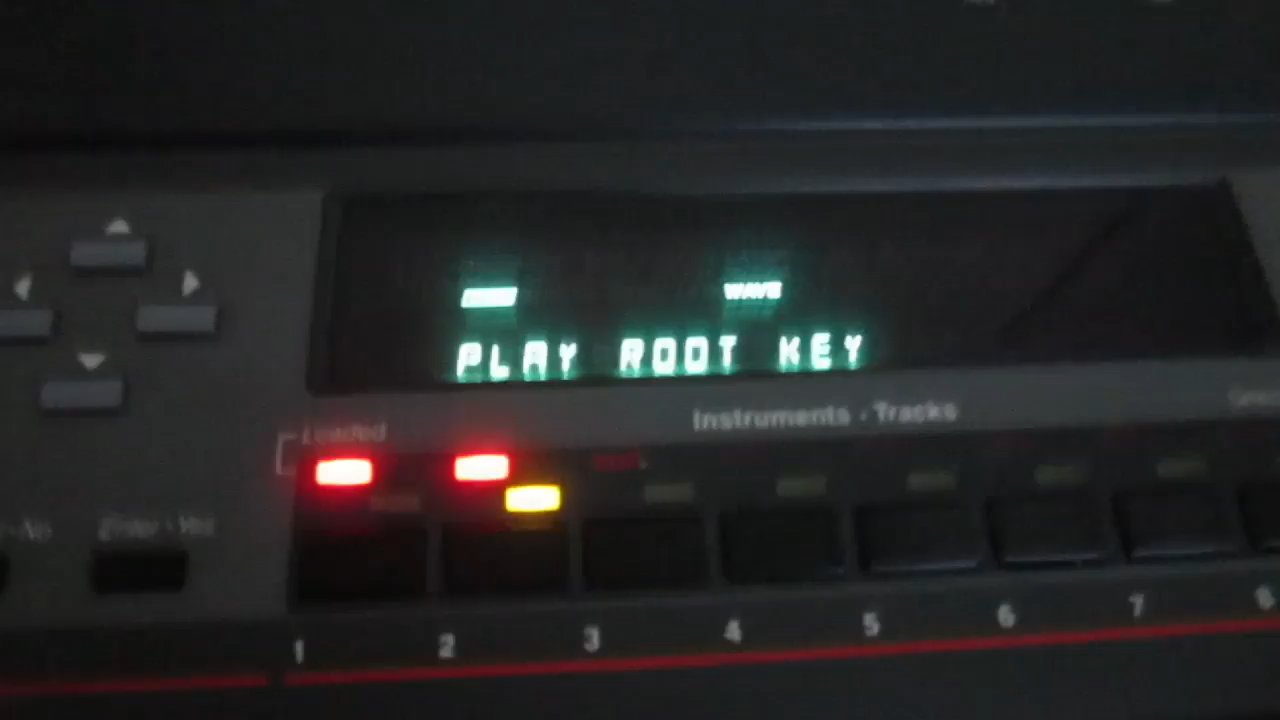 WAVE
PLAY ROOT KEY
Instruments • Tracks
Loaded
Enter • Yes
1 2 3 4 5 6 7 8